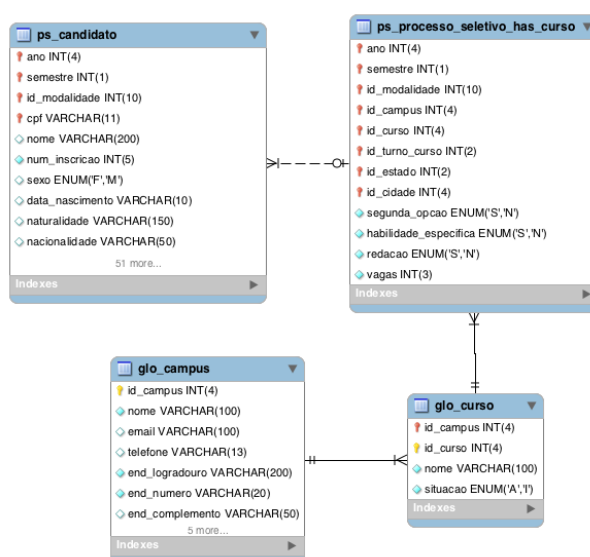 ps_candidato
ano INT(4)
semestre INT(1)
id_modalidade INT(10)
cpf VARCHAR(11)
nome VARCHAR(200)
num_inscricao INT(5)
sexo ENUM('F','M')
data_nascimento VARCHAR(10)
naturalidade VARCHAR(150)
nacionalidade VARCHAR(50)
51 more...
Indexes
ps_processo_seletivo_has_curso
ano INT(4)
semestre INT(1)
id_modalidade INT(10)
id_campus INT(4)
id_curso INT(4)
id_turno_curso INT(2)
id_estado INT(2)
id_cidade INT(4)
segunda_opcao ENUM('S','N')
habilidade_especifica ENUM('S','N')
redacao ENUM('S','N')
vagas INT(3)
Indexes
glo_campus
id_campus INT(4)
nome VARCHAR(100)
email VARCHAR(100)
telefone VARCHAR(13)
end_logradouro VARCHAR(200)
end_numero VARCHAR(20)
end_complemento VARCHAR(50)
5 more...
Indexes
glo_curso
id_campus INT(4)
id_curso INT(4)
nome VARCHAR(100)
situacao ENUM('A','I')
Indexes